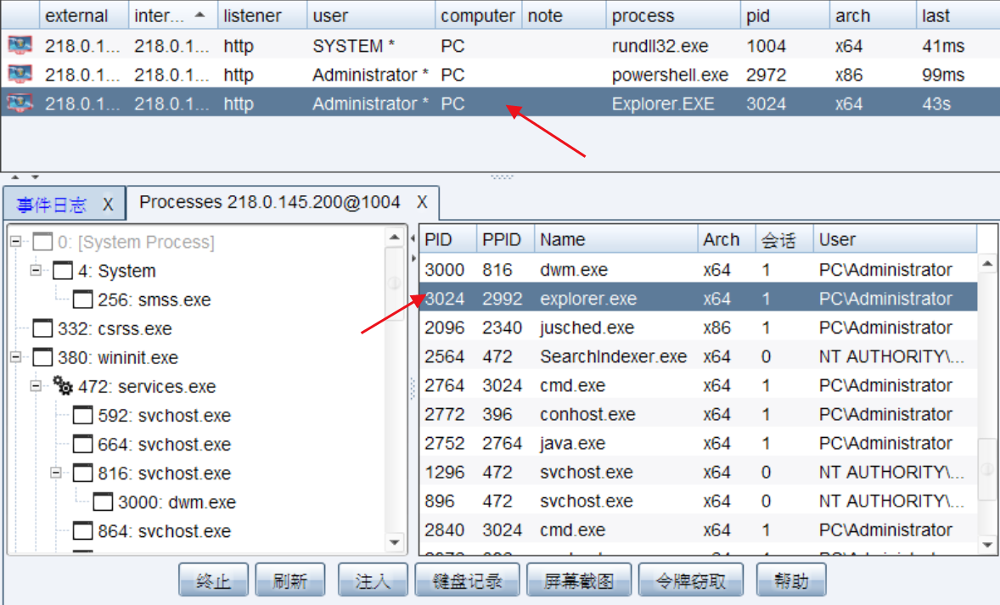 external inter... listener user computer note process pid arch last
218.0.1... 218.0.1... http SYSTEM * PC rundll32.exe 1004 x64 41ms
218.0.1... 218.0.1... http Administrator * PC powershell.exe 2972 x86 99ms
218.0.1... 218.0.1... http Administrator * PC Explorer.EXE 3024 x64 43s
事件日志 X Processes 218.0.145.200@1004 X
0: [System Process]
4: System
256: smss.exe
332: csrss.exe
380: wininit.exe
472: services.exe
592: svchost.exe
664: svchost.exe
816: svchost.exe
3000: dwm.exe
864: svchost.exe
PID PPID Name Arch 会话 User
3000 816 dwm.exe x64 1 PC\Administrator
3024 2992 explorer.exe x64 1 PC\Administrator
2096 2340 jusched.exe x86 1 PC\Administrator
2564 472 SearchIndexer.exe x64 0 NT AUTHORITY\...
2764 3024 cmd.exe x64 1 PC\Administrator
2772 396 conhost.exe x64 1 PC\Administrator
2752 2764 java.exe x64 1 PC\Administrator
1296 472 svchost.exe x64 0 NT AUTHORITY\...
896 472 svchost.exe x64 0 NT AUTHORITY\...
2840 3024 cmd.exe x64 1 PC\Administrator
终止 刷新 注入 键盘记录 屏幕截图 令牌窃取 帮助